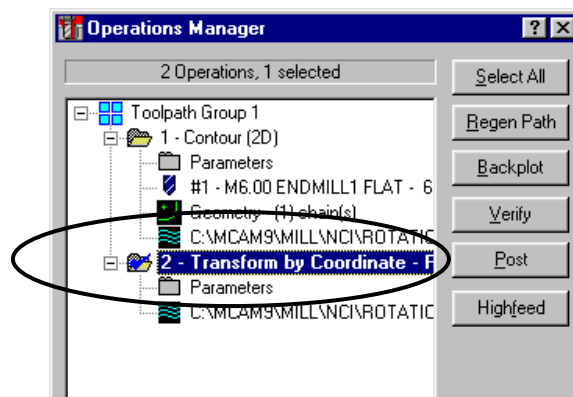 Operations Manager
2 Operations, 1 selected
Select All
Toolpath Group 1
1 - Contour (2D)
Regen Path
Parameters
#1 - M6.00 ENDMILL1 FLAT - 6
Backplot
Geometry - (1) chain(s)
Verify
C:\MCAM9\MILL\NCI\ROTATIC
2 - Transform by Coordinate - F
Post
Parameters
C:\MCAM9\MILL\NCI\ROTATIC
Highfeed